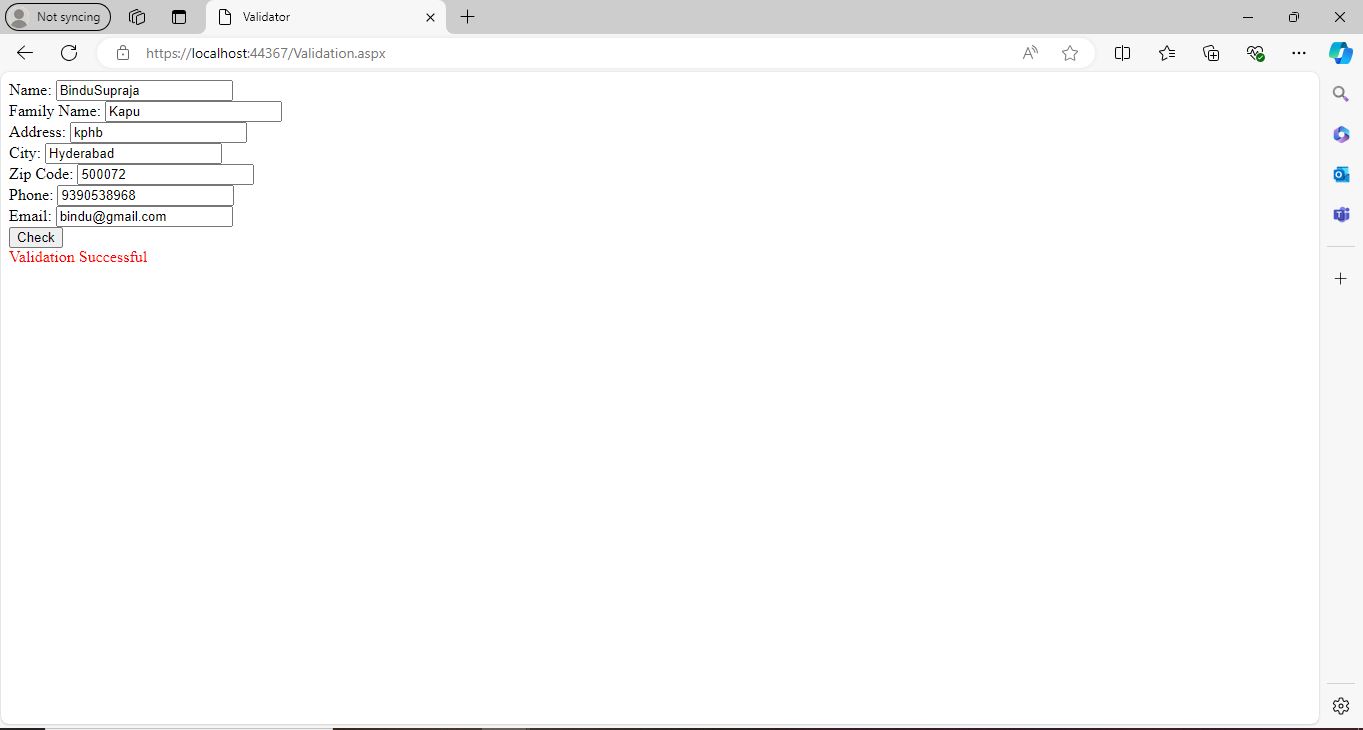 Not syncing
Validator
https://localhost:44367/Validation.aspx
Name: BinduSupraja
Family Name: Kapu
Address: kphb
City: Hyderabad
Zip Code: 500072
Phone: 9390538968
Email: bindu@gmail.com
Check
Validation Successful